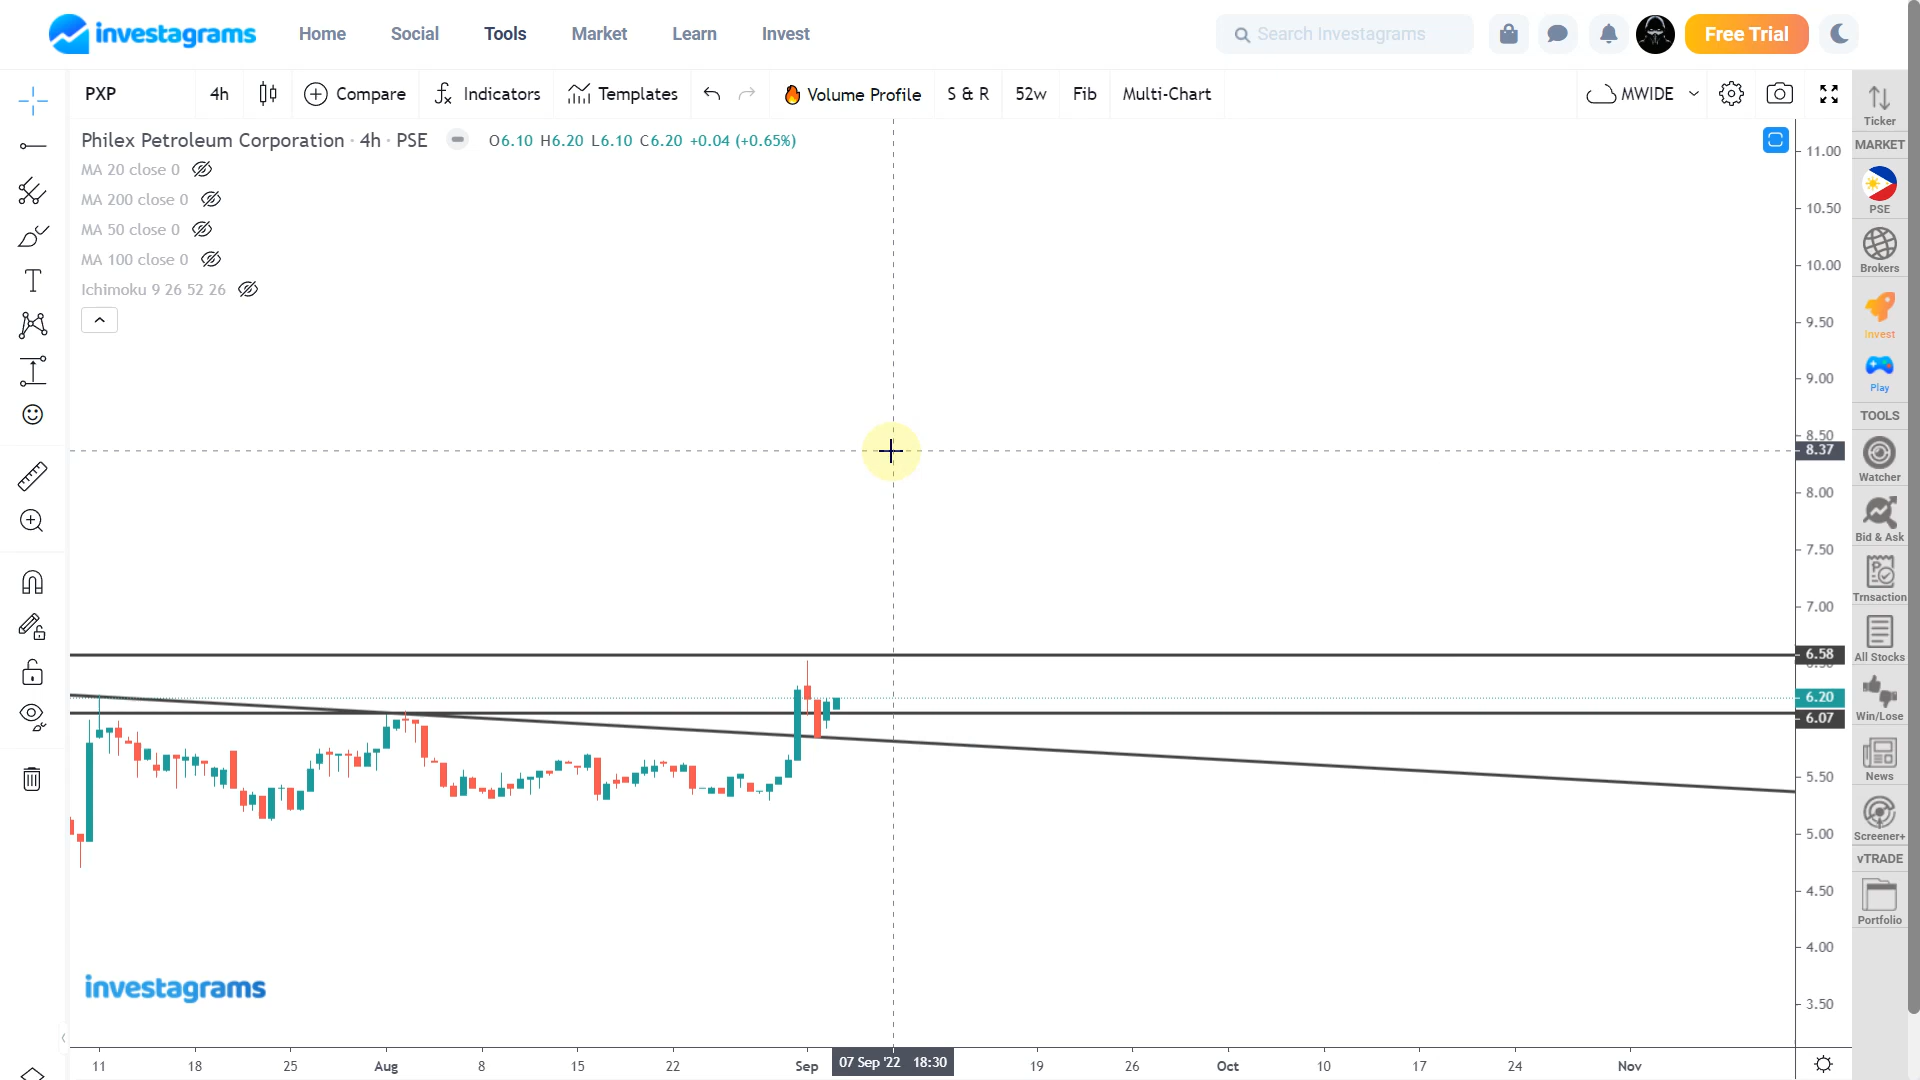 investagrams
Home
Social
Tools
Market
Learn
Invest
Search Investagrams
Free Trial
PXP
4h
Compare
Indicators
Templates
Volume Profile
S & R
52w
Fib
Multi-Chart
MWIDE
Philex Petroleum Corporation · 4h · PSE
O6.10 H6.20 L6.10 C6.20 +0.04 (+0.65%)
MA 20 close 0
MA 200 close 0
MA 50 close 0
MA 100 close 0
Ichimoku 9 26 52 26
11.00
10.50
10.00
9.50
9.00
8.50
8.37
8.00
7.50
7.00
6.58
6.20
6.07
5.50
5.00
4.50
4.00
3.50
investagrams
11
18
25
Aug
8
15
22
Sep
07 Sep '22 18:30
19
26
Oct
10
17
24
Nov
Ticker
MARKET
PSE
Brokers
Invest
Play
TOOLS
Watcher
Bid & Ask
Trnsaction
All Stocks
Win/Lose
News
Screener+
vTRADE
Portfolio